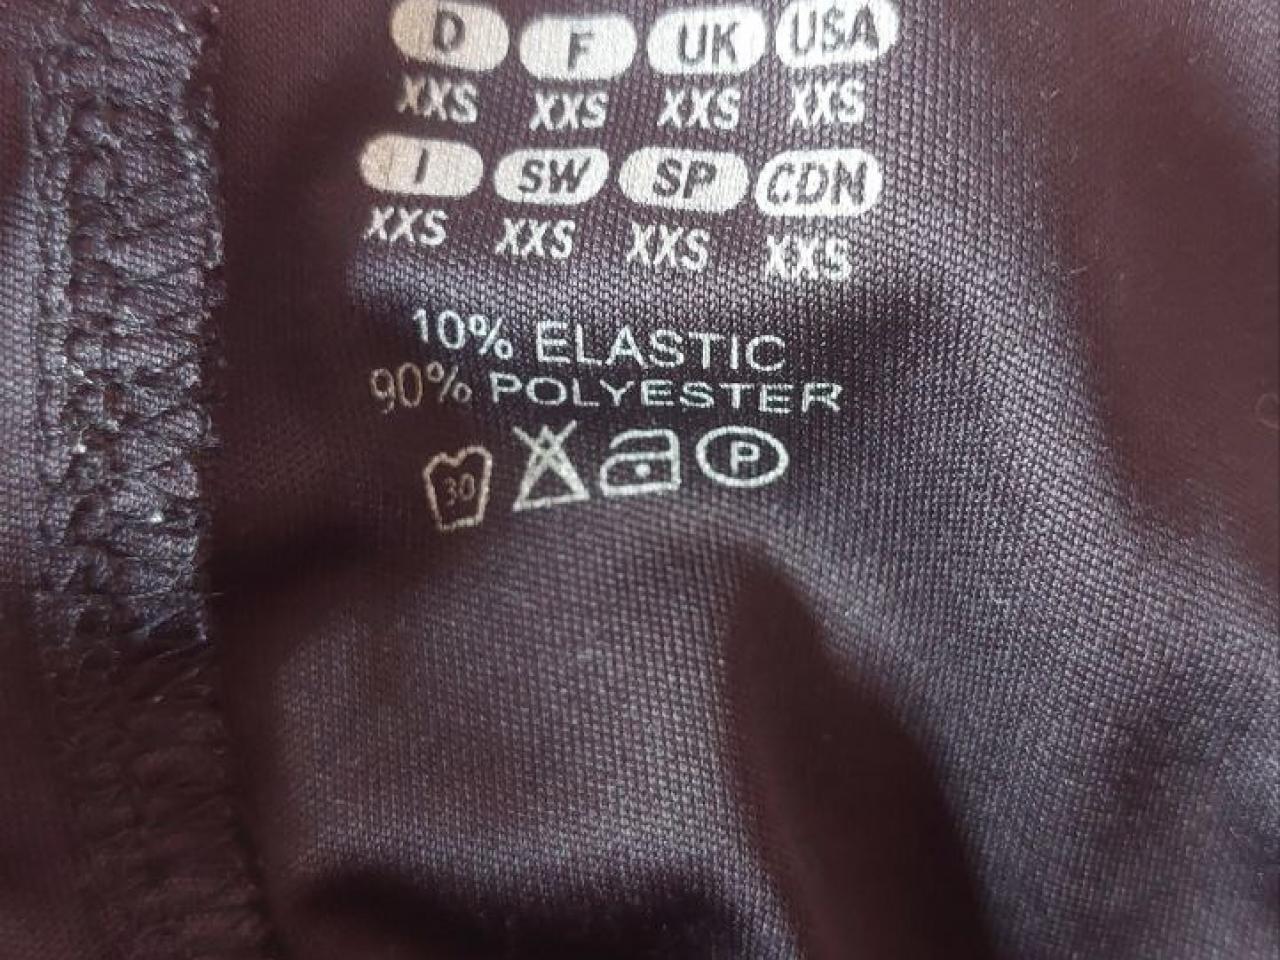 D F UK USA
XXS XXS XXS XXS
I SW SP CDN
XXS XXS XXS XXS
10% ELASTIC
90% POLYESTER
30 P